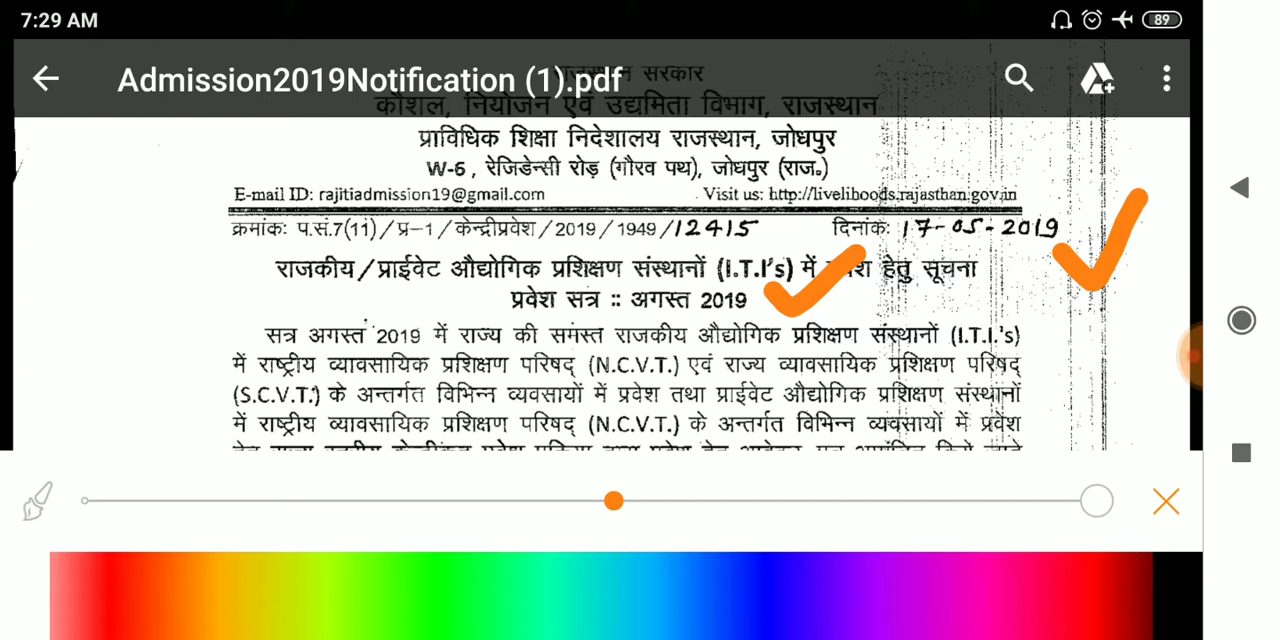 7:29 AM
89
Admission2019Notification (1).pdf
राजस्थान सरकार
कौशल, नियोजन एवं उद्यमिता विभाग, राजस्थान
प्राविधिक शिक्षा निदेशालय राजस्थान, जोधपुर
W-6 , रेजिडेन्सी रोड़ (गौरव पथ), जोधपुर (राज.)
E-mail ID: rajitiadmission19@gmail.com Visit us: http://livelihoods.rajasthan.gov.in
क्रमांकः प.सं.7(11)/प्र-1/केन्द्रीप्रवेश/2019/1949/12415 दिनांकः 17-05-2019
राजकीय/प्राईवेट औद्योगिक प्रशिक्षण संस्थानों (I.T.I's) में हेतु सूचना
प्रवेश सत्र :: अगस्त 2019
सत्र अगस्त 2019 में राज्य की समस्त राजकीय औद्योगिक प्रशिक्षण संस्थानों (I.T.I.'s)
में राष्ट्रीय व्यावसायिक प्रशिक्षण परिषद् (N.C.V.T.) एवं राज्य व्यावसायिक प्रशिक्षण परिषद्
(S.C.V.T.) के अन्तर्गत विभिन्न व्यवसायों में प्रवेश तथा प्राईवेट औद्योगिक प्रशिक्षण संस्थानों
में राष्ट्रीय व्यावसायिक प्रशिक्षण परिषद् (N.C.V.T.) के अन्तर्गत विभिन्न व्यवसायों में प्रवेश